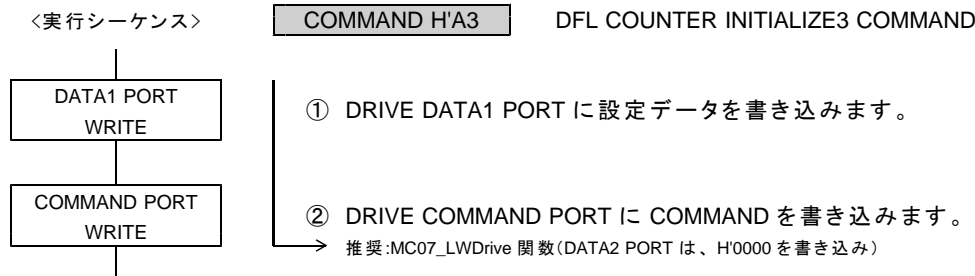 <実行シーケンス>
COMMAND H'A3
DFL COUNTER INITIALIZE3 COMMAND
DATA1 PORT
WRITE
① DRIVE DATA1 PORT に設定データを書き込みます。
COMMAND PORT
WRITE
② DRIVE COMMAND PORT に COMMAND を書き込みます。
推奨:MC07_LWDrive 関数(DATA2 PORT は、H'0000 を書き込み)